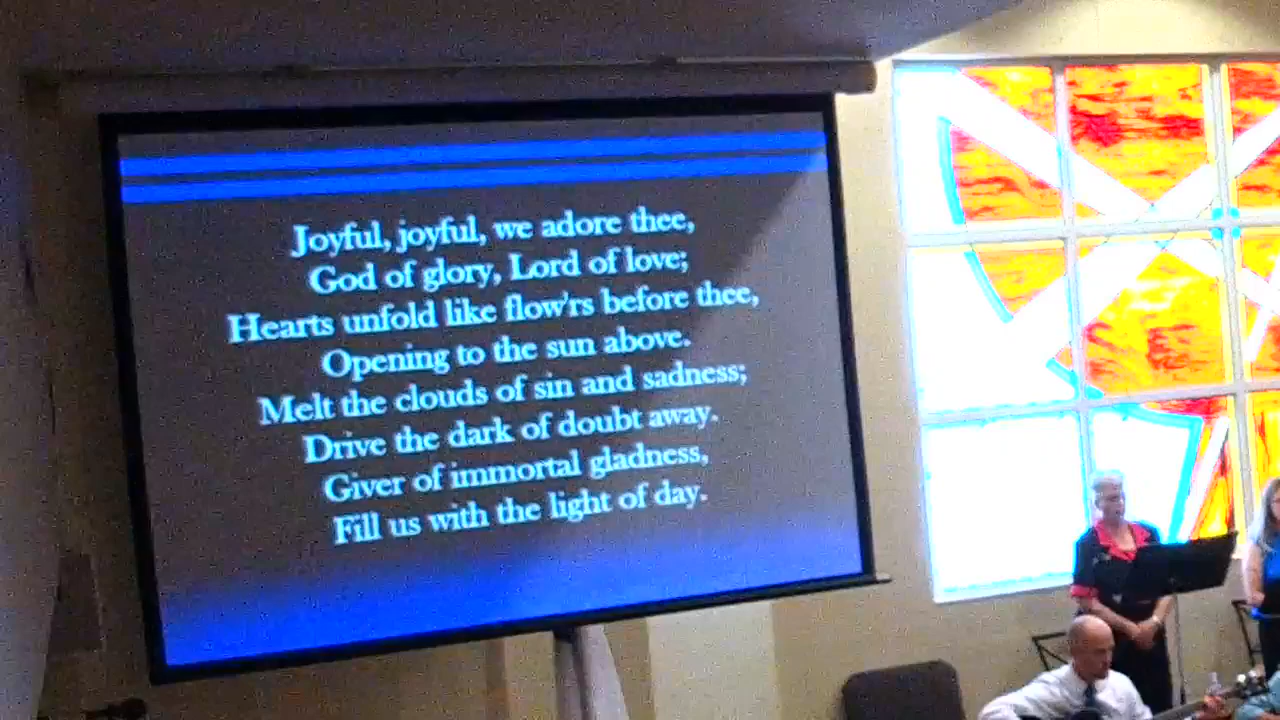 Joyful, joyful, we adore thee,
God of glory, Lord of love;
Hearts unfold like flow'rs before thee,
Opening to the sun above.
Melt the clouds of sin and sadness;
Drive the dark of doubt away.
Giver of immortal gladness,
Fill us with the light of day.